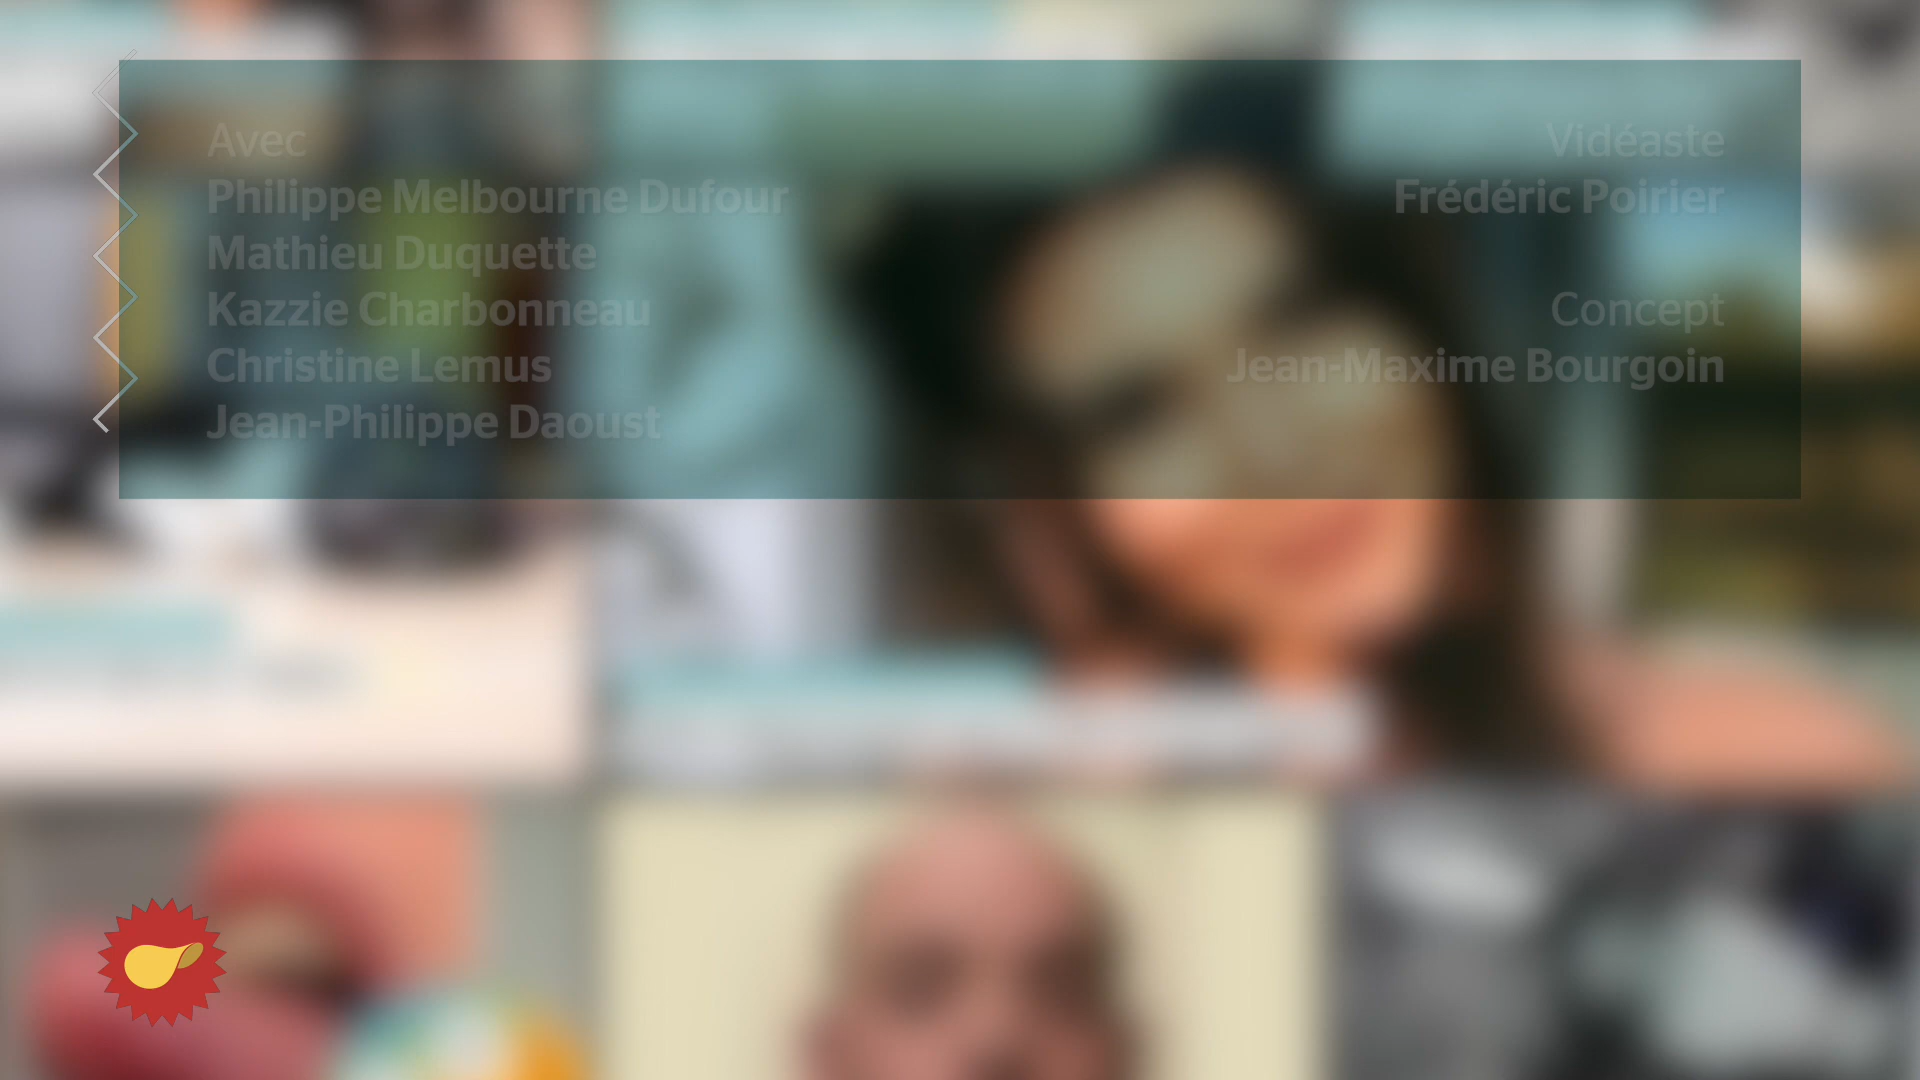 Avec
Philippe Melbourne Dufour
Mathieu Duquette
Kazzie Charbonneau
Christine Lemus
Jean-Philippe Daoust
Vidéaste
Frédéric Poirier
Concept
Jean-Maxime Bourgoin